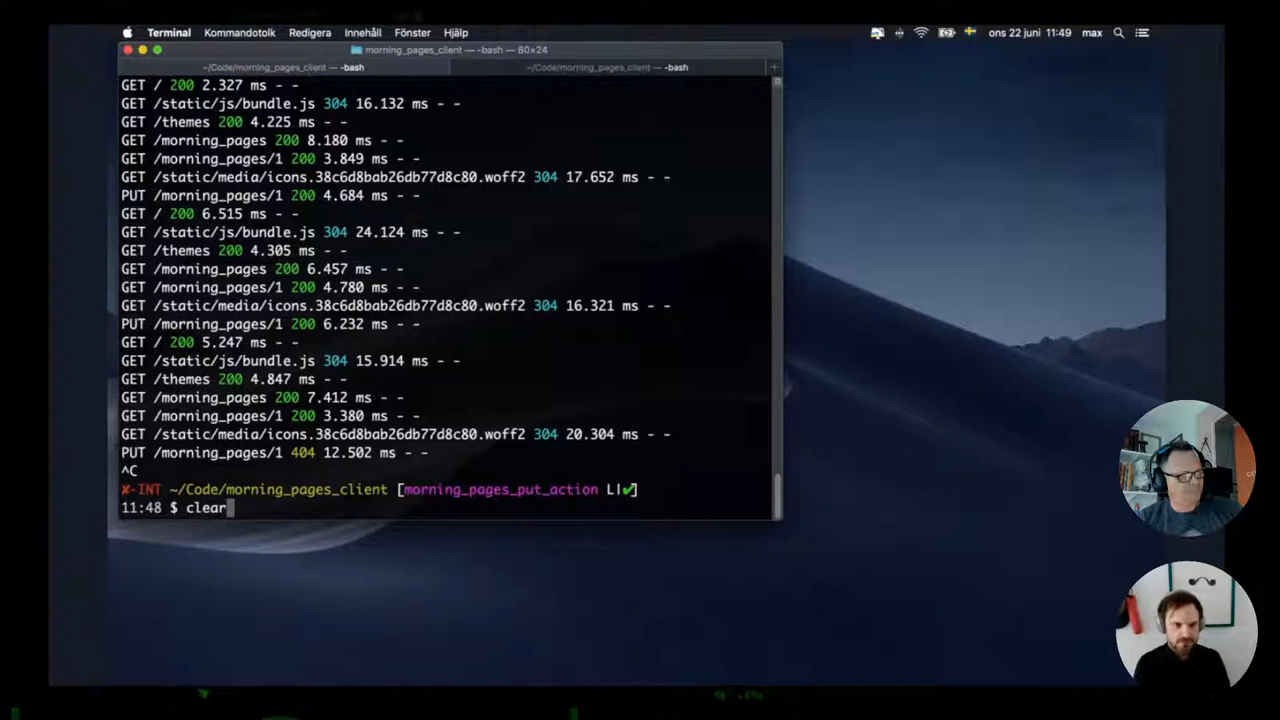 Terminal Kommandotolk Redigera Innehåll Fönster Hjälp ons 22 juni 11:49 max
morning_pages_client — -bash — 80×24
~/Code/morning_pages_client — -bash ~/Code/morning_pages_client — -bash +
GET / 200 2.327 ms - -
GET /static/js/bundle.js 304 16.132 ms - -
GET /themes 200 4.225 ms - -
GET /morning_pages 200 8.180 ms - -
GET /morning_pages/1 200 3.849 ms - -
GET /static/media/icons.38c6d8bab26db77d8c80.woff2 304 17.652 ms - -
PUT /morning_pages/1 200 4.684 ms - -
GET / 200 6.515 ms - -
GET /static/js/bundle.js 304 24.124 ms - -
GET /themes 200 4.305 ms - -
GET /morning_pages 200 6.457 ms - -
GET /morning_pages/1 200 4.780 ms - -
GET /static/media/icons.38c6d8bab26db77d8c80.woff2 304 16.321 ms - -
PUT /morning_pages/1 200 6.232 ms - -
GET / 200 5.247 ms - -
GET /static/js/bundle.js 304 15.914 ms - -
GET /themes 200 4.847 ms - -
GET /morning_pages 200 7.412 ms - -
GET /morning_pages/1 200 3.380 ms - -
GET /static/media/icons.38c6d8bab26db77d8c80.woff2 304 20.304 ms - -
PUT /morning_pages/1 404 12.502 ms - -
^C
✘-INT ~/Code/morning_pages_client [morning_pages_put_action L|✔]
11:48 $ clear